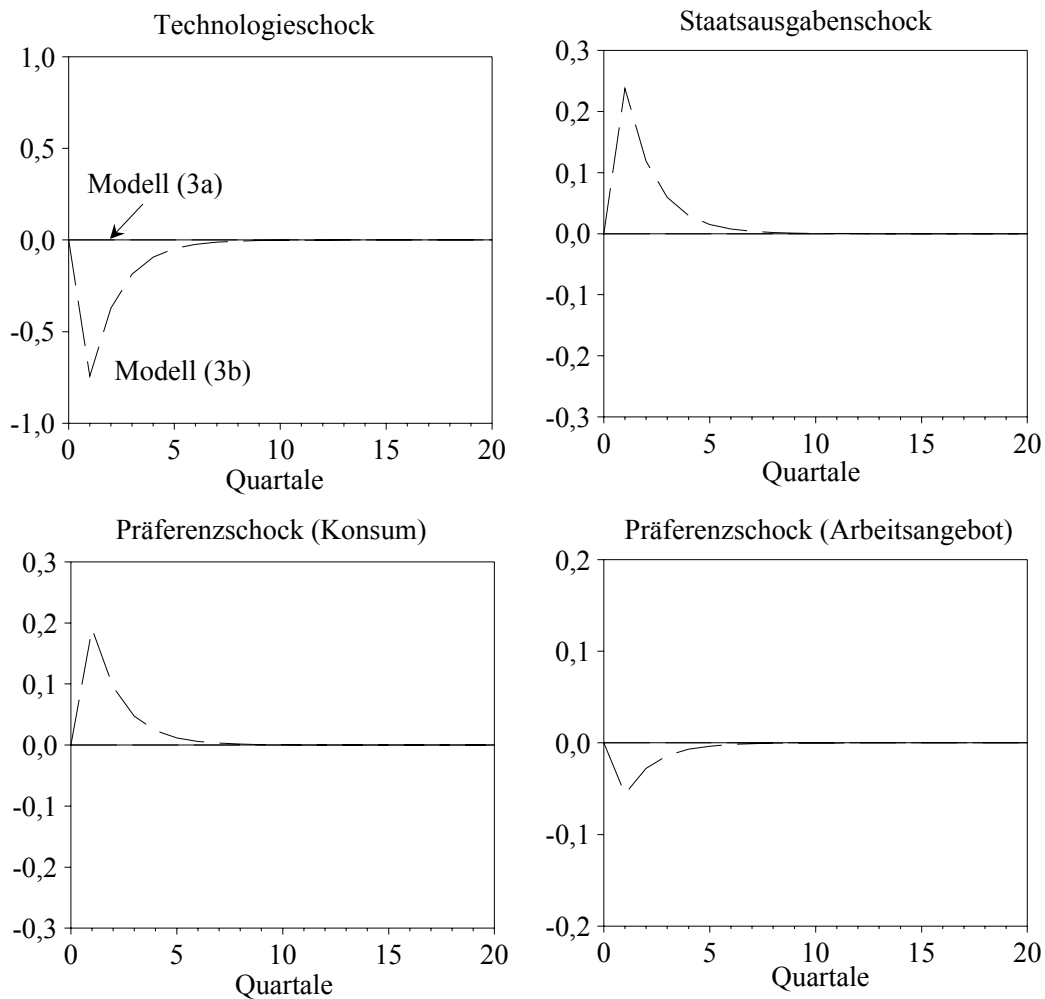 Technologieschock
1,0
0,5
0,0
-0,5
-1,0
Modell (3a)
Modell (3b)
0 5 10 15 20
Quartale
Staatsausgabenschock
0,3
0,2
0,1
0,0
-0,1
-0,2
-0,3
0 5 10 15 20
Quartale
Präferenzschock (Konsum)
0,3
0,2
0,1
0,0
-0,1
-0,2
-0,3
0 5 10 15 20
Quartale
Präferenzschock (Arbeitsangebot)
0,2
0,1
0,0
-0,1
-0,2
0 5 10 15 20
Quartale